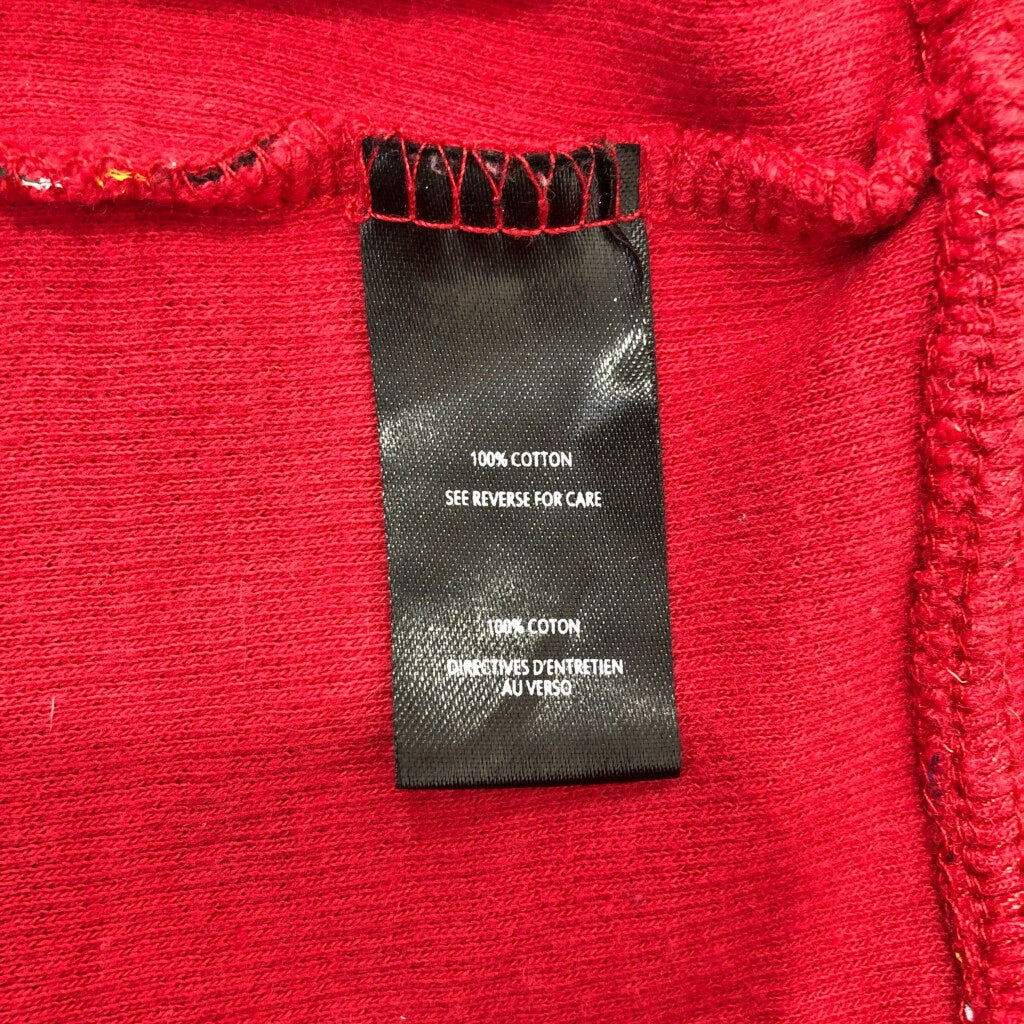 100% COTTON
SEE REVERSE FOR CARE
100% COTON
DIRECTIVES D'ENTRETIEN
AU VERSO